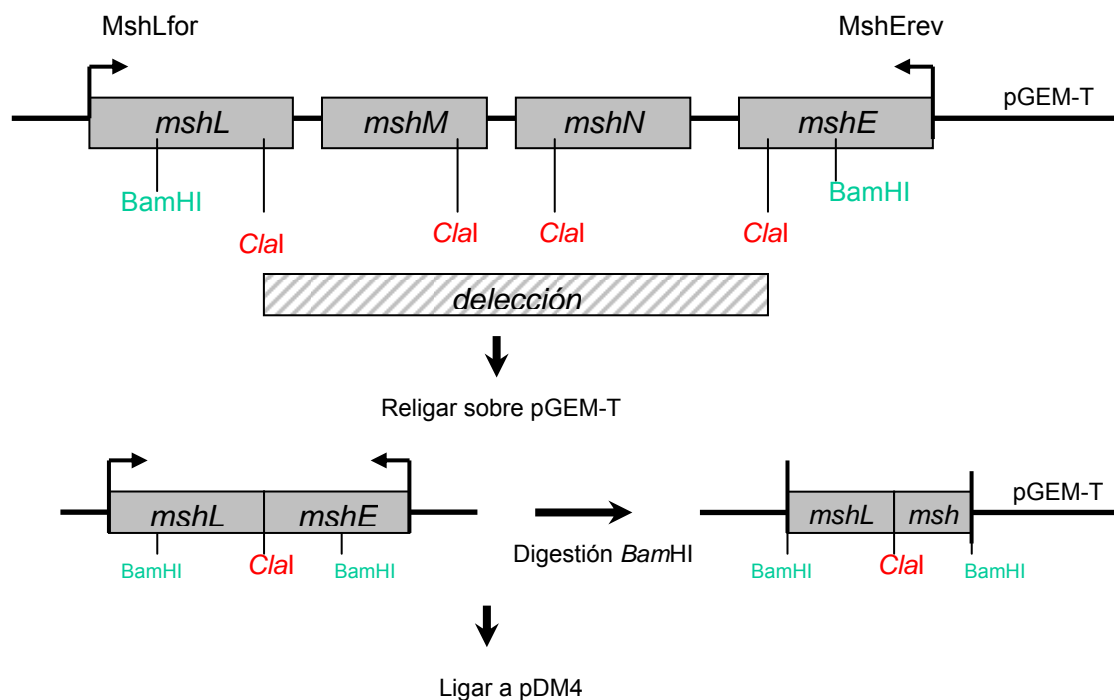 MshLfor MshErev
pGEM-T
mshL mshM mshN mshE
BamHI BamHI
ClaI ClaI ClaI ClaI
delección
Religar sobre pGEM-T
mshL mshE
BamHI ClaI BamHI
Digestión BamHI
pGEM-T
mshL msh
BamHI ClaI BamHI
Ligar a pDM4